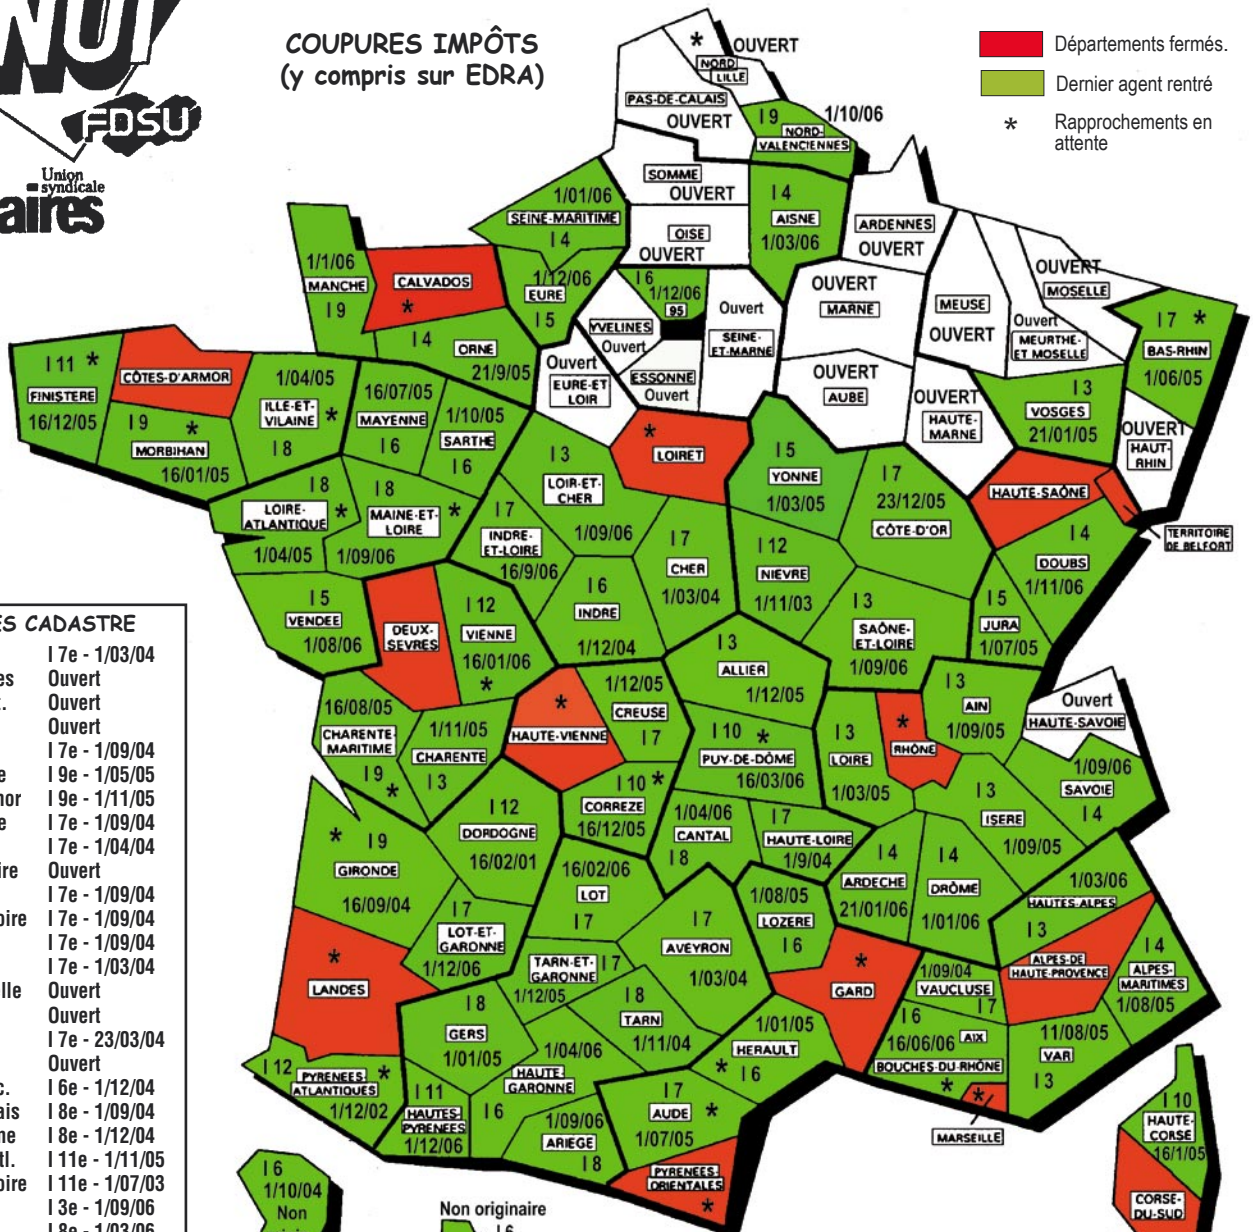 NUI
FDSU
Union
syndicale
aires
COUPURES IMPÔTS
(y compris sur EDRA)
Départements fermés.
Dernier agent rentré
* Rapprochements en
attente
*
NORD
LILLE
OUVERT
PAS-DE-CALAIS
OUVERT
I 9
1/10/06
NORD-
VALENCIENNES
SOMME
OUVERT
OISE
OUVERT
I 4
AISNE
1/03/06
ARDENNES
OUVERT
1/01/06
SEINE-MARITIME
I 4
1/12/06
EURE
I 5
1/1/06
MANCHE
I 9
CALVADOS
*
I 4
ORNE
21/9/05
I 6
1/12/06
95
YVELINES
Ouvert
ESSONNE
Ouvert
Ouvert
SEINE-
ET-MARNE
OUVERT
MARNE
OUVERT
AUBE
MEUSE
OUVERT
OUVERT
MOSELLE
Ouvert
MEURTHE-
ET MOSELLE
I 7 *
BAS-RHIN
1/06/05
I 3
VOSGES
21/01/05
OUVERT
HAUT-
RHIN
OUVERT
HAUTE-
MARNE
Ouvert
EURE-ET
LOIR
I 11 *
FINISTERE
16/12/05
CÔTES-D'ARMOR
I 9 *
MORBIHAN
16/01/05
1/04/05
ILLE-ET-
VILAINE *
I 8
16/07/05
MAYENNE
I 6
1/10/05
SARTHE
I 6
*
LOIRET
I 3
LOIR-ET-
CHER
1/09/06
I 5
YONNE
1/03/05
I 7
23/12/05
CÔTE-D'OR
HAUTE-SAÔNE
TERRITOIRE
DE BELFORT
I 4
DOUBS
1/11/06
I 8
LOIRE-
ATLANTIQUE *
1/04/05
I 8
MAINE-ET-
LOIRE *
1/09/06
I 7
INDRE-
ET-LOIRE
16/9/06
I 7
CHER
1/03/04
I 12
NIEVRE
1/11/03
I 6
INDRE
1/12/04
I 3
SAÔNE-
ET-LOIRE
1/09/06
I 5
JURA
1/07/05
I 5
VENDEE
1/08/06
DEUX-
SEVRES
I 12
VIENNE
16/01/06
*
I 3
ALLIER
1/12/05
I 3
AIN
1/09/05
Ouvert
HAUTE-SAVOIE
16/08/05
CHARENTE-
MARITIME
I 9
*
1/11/05
CHARENTE
I 3
*
HAUTE-VIENNE
1/12/05
CREUSE
I 7
I 10 *
PUY-DE-DÔME
16/03/06
I 3
LOIRE
1/03/05
*
RHÔNE
1/09/06
SAVOIE
I 4
I 3
ISERE
1/09/05
I 12
DORDOGNE
16/02/01
I 10 *
CORREZE
16/12/05
1/04/06
CANTAL
I 8
I 7
HAUTE-LOIRE
1/9/04
* I 9
GIRONDE
16/09/04
16/02/06
LOT
I 7
I 4
ARDECHE
21/01/06
I 4
DRÔME
1/01/06
1/03/06
HAUTES-ALPES
I 3
I 7
LOT-ET-
GARONNE
1/12/06
1/08/05
LOZERE
I 6
I 7
AVEYRON
1/03/04
*
LANDES
TARN-ET-
GARONNE I 7
1/12/05
*
GARD
1/09/04
VAUCLUSE
I 7
ALPES-DE
HAUTE-PROVENCE
I 4
ALPES-
MARITIMES
1/08/05
I 8
GERS
1/01/05
I 8
TARN
1/11/04
1/01/05
HERAULT
* I 6
I 6
16/06/06 AIX
BOUCHES-DU-RHÔNE
*
*
MARSEILLE
11/08/05
VAR
I 3
1/04/06
HAUTE
GARONNE
I 6
I 12
PYRENEES- *
ATLANTIQUES
1/12/02
I 11
HAUTES-
PYRENEES
1/12/06
1/09/06
ARIEGE
I 8
I 7
AUDE *
1/07/05
PYRENEES-
ORIENTALES
*
I 10
HAUTE-
CORSE
16/1/05
CORSE-
DU-SUD
I 6
1/10/04
Non
Non originaire
I 6
ES CADASTRE
I 7e - 1/03/04
es Ouvert
t. Ouvert
Ouvert
I 7e - 1/09/04
e I 9e - 1/05/05
nor I 9e - 1/11/05
e I 7e - 1/09/04
I 7e - 1/04/04
ire Ouvert
I 7e - 1/09/04
oire I 7e - 1/09/04
I 7e - 1/09/04
I 7e - 1/03/04
elle Ouvert
Ouvert
I 7e - 23/03/04
Ouvert
c. I 6e - 1/12/04
ais I 8e - 1/09/04
ne I 8e - 1/12/04
tl. I 11e - 1/11/05
oire I 11e - 1/07/03
I 3e - 1/09/06
I 8e - 1/03/06